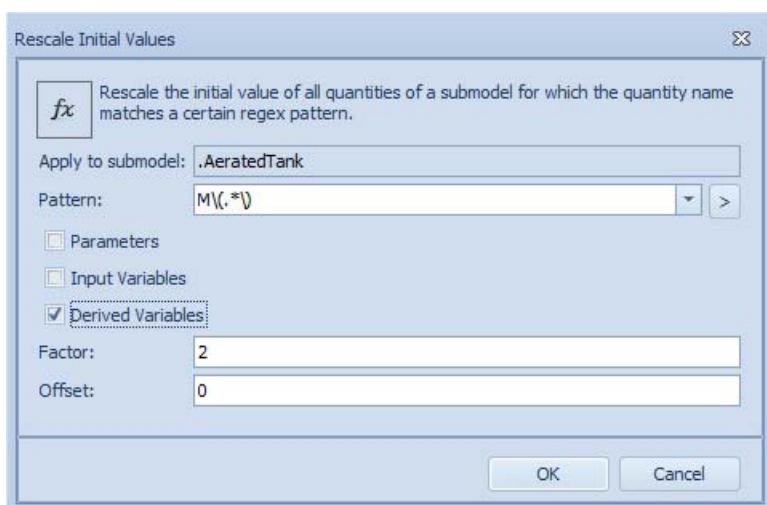 Rescale Initial Values
fx
Rescale the initial value of all quantities of a submodel for which the quantity name
matches a certain regex pattern.
Apply to submodel: .AeratedTank
Pattern: M\(.*\) >
Parameters
Input Variables
Derived Variables
Factor: 2
Offset: 0
OK Cancel